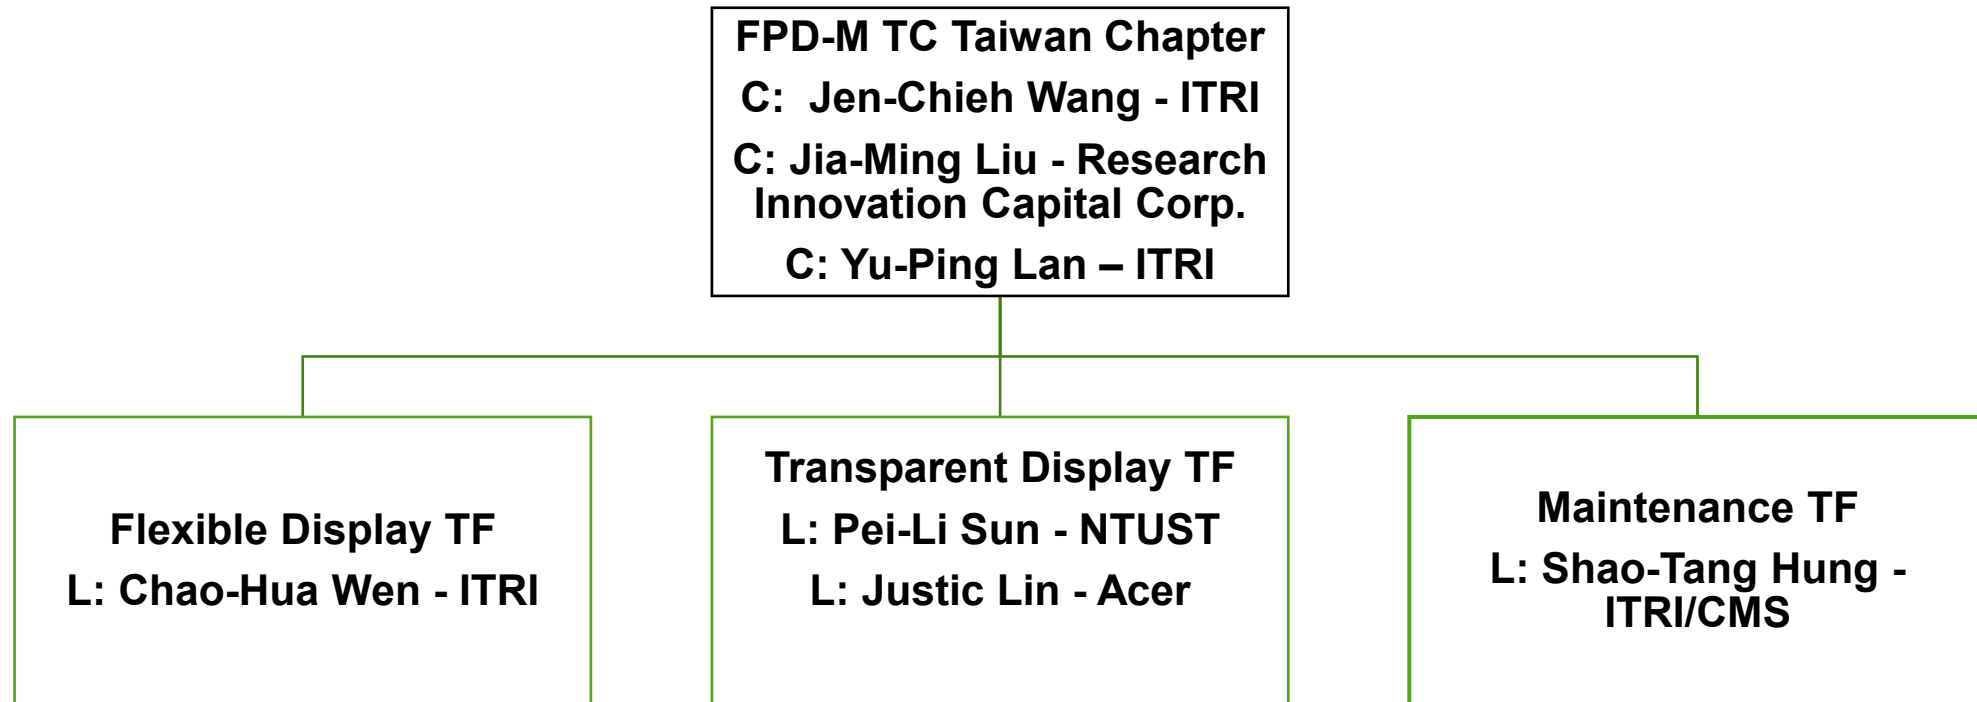 FPD-M TC Taiwan Chapter
C:  Jen-Chieh Wang - ITRI
C: Jia-Ming Liu - Research
Innovation Capital Corp.
C: Yu-Ping Lan – ITRI
Flexible Display TF
L: Chao-Hua Wen - ITRI
Transparent Display TF
L: Pei-Li Sun - NTUST
L: Justic Lin - Acer
Maintenance TF
L: Shao-Tang Hung -
ITRI/CMS